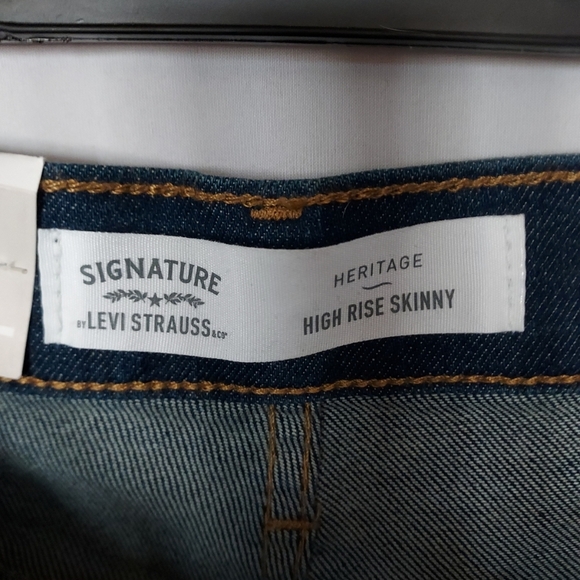 SIGNATURE
BY LEVI STRAUSS & CO®
HERITAGE
HIGH RISE SKINNY